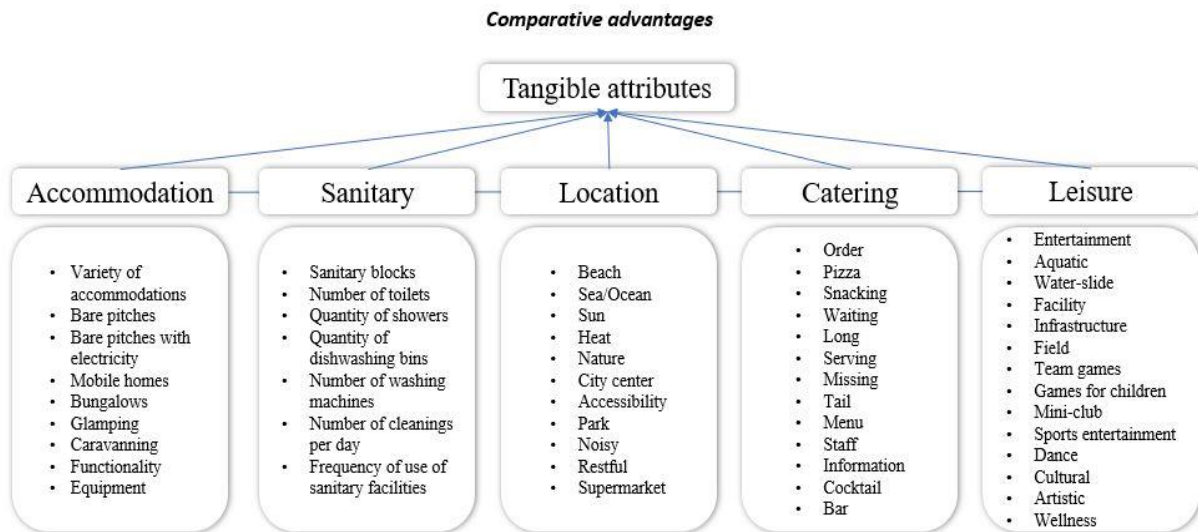 Comparative advantages
Tangible attributes
Accommodation
Sanitary
Location
Catering
Leisure
• Variety of
accommodations
• Bare pitches
• Bare pitches with
electricity
• Mobile homes
• Bungalows
• Glamping
• Caravanning
• Functionality
• Equipment
• Sanitary blocks
• Number of toilets
• Quantity of showers
• Quantity of
dishwashing bins
• Number of washing
machines
• Number of cleanings
per day
• Frequency of use of
sanitary facilities
• Beach
• Sea/Ocean
• Sun
• Heat
• Nature
• City center
• Accessibility
• Park
• Noisy
• Restful
• Supermarket
• Order
• Pizza
• Snacking
• Waiting
• Long
• Serving
• Missing
• Tail
• Menu
• Staff
• Information
• Cocktail
• Bar
• Entertainment
• Aquatic
• Water-slide
• Facility
• Infrastructure
• Field
• Team games
• Games for children
• Mini-club
• Sports entertainment
• Dance
• Cultural
• Artistic
• Wellness